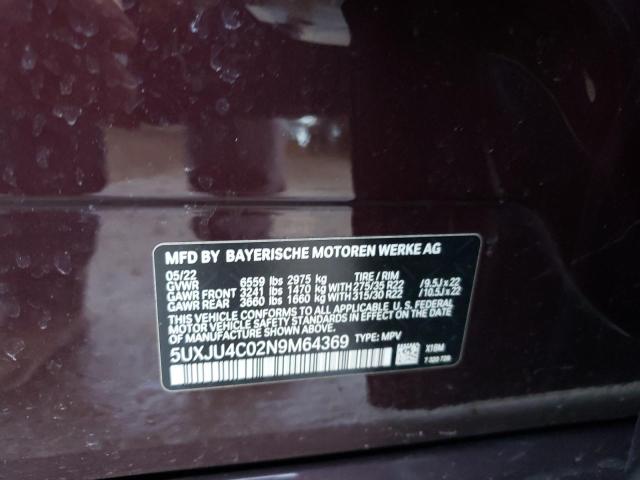 MFD BY BAYERISCHE MOTOREN WERKE AG
05/22
GVWR 6559 lbs 2975 kg TIRE / RIM
GAWR FRONT 3241 lbs 1470 kg WITH 275/35 R22 / 9.5J x 22
GAWR REAR 3660 lbs 1660 kg WITH 315/30 R22 / 10.5J x 22
THIS VEHICLE CONFORMS TO ALL APPLICABLE U.S. FEDERAL
MOTOR VEHICLE SAFETY STANDARDS IN EFFECT ON THE DATE
OF MANUFACTURE SHOWN ABOVE.
5UXJU4C02N9M64369 TYPE: MPV
X1BM